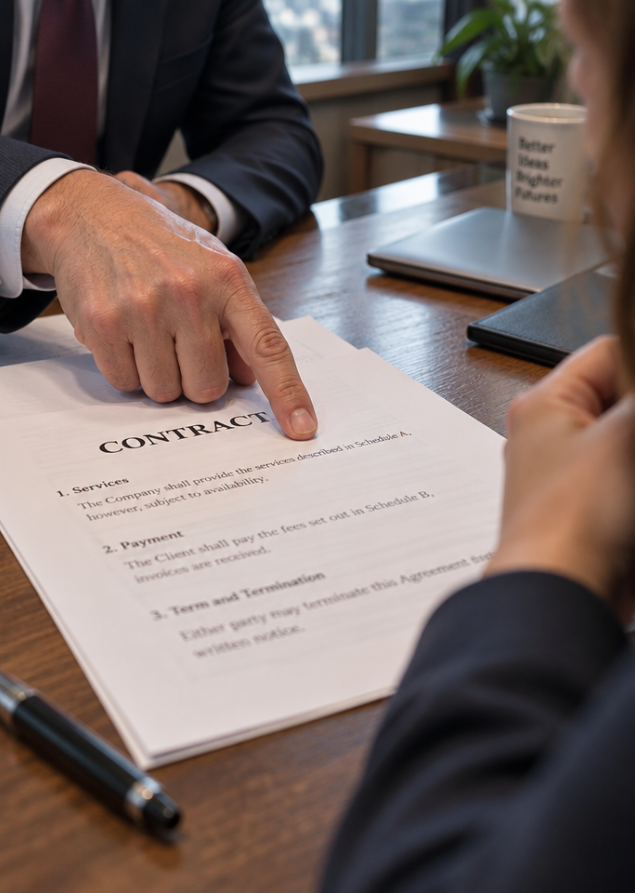 Better
Ideas
Brighter
Futures
CONTRACT
1. Services
The Company shall provide the services described in Schedule A.
however, subject to availability.
2. Payment
The Client shall pay the fees set out in Schedule B,
invoices are received.
3. Term and Termination
Either party may terminate this Agreement
written notice.